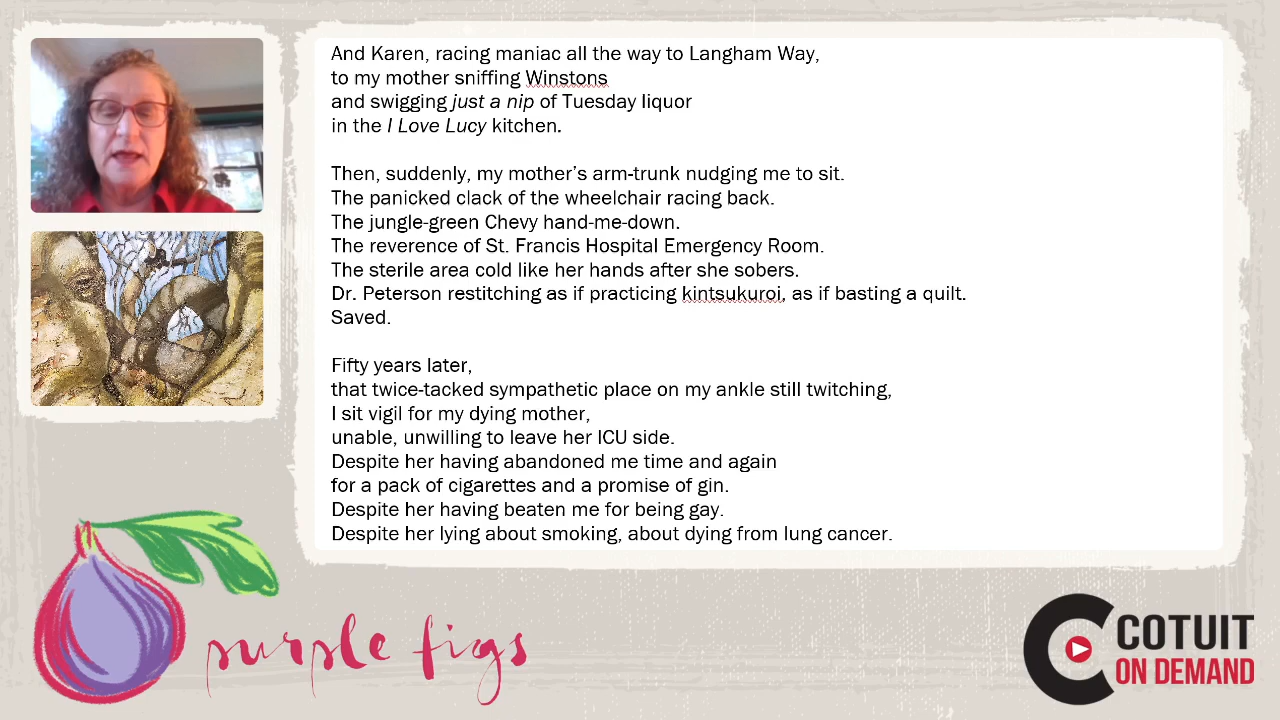 And Karen, racing maniac all the way to Langham Way,
to my mother sniffing Winstons
and swigging just a nip of Tuesday liquor
in the I Love Lucy kitchen.
Then, suddenly, my mother's arm-trunk nudging me to sit.
The panicked clack of the wheelchair racing back.
The jungle-green Chevy hand-me-down.
The reverence of St. Francis Hospital Emergency Room.
The sterile area cold like her hands after she sobers.
Dr. Peterson restitching as if practicing kintsukuroi, as if basting a quilt.
Saved.
Fifty years later,
that twice-tacked sympathetic place on my ankle still twitching,
I sit vigil for my dying mother,
unable, unwilling to leave her ICU side.
Despite her having abandoned me time and again
for a pack of cigarettes and a promise of gin.
Despite her having beaten me for being gay.
Despite her lying about smoking, about dying from lung cancer.
purple figs
COTUIT
ON DEMAND